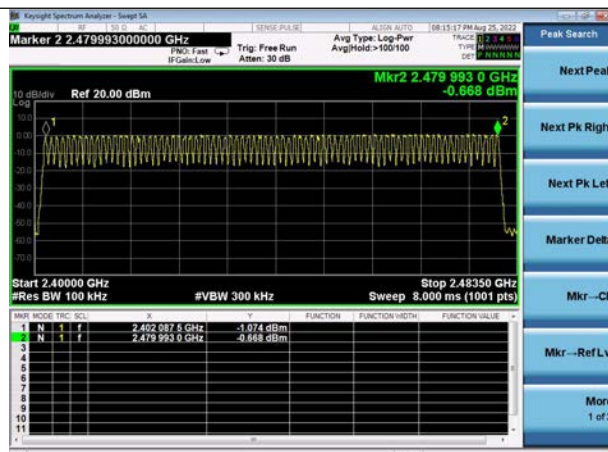 Keysight Spectrum Analyzer - Swept SA
RF 50 Ω AC SENSE:PULSE ALIGN AUTO 08:15:17 PM Aug 25, 2022
Marker 2 2.479993000000 GHz
PNO: Fast Trig: Free Run Avg Type: Log-Pwr TRACE 1 2 3 4 5 6
IFGain:Low Atten: 30 dB Avg|Hold:>100/100 TYPE M
DET P N N N N N
Peak Search
Mkr2 2.479 993 0 GHz
10 dB/div Ref 20.00 dBm -0.668 dBm
Log
10.0
0.00
-10.0
-20.0
-30.0
-40.0
-50.0
-60.0
-70.0
1
2
Start 2.40000 GHz Stop 2.48350 GHz
#Res BW 100 kHz #VBW 300 kHz Sweep 8.000 ms (1001 pts)
MKR MODE TRC SCL X Y FUNCTION FUNCTION WIDTH FUNCTION VALUE
1 N 1 f 2.402 087 5 GHz -1.074 dBm
2 N 1 f 2.479 993 0 GHz -0.668 dBm
3
4
5
6
7
8
9
10
11
Next Peak
Next Pk Righ
Next Pk Lef
Marker Delta
Mkr→C
Mkr→Ref Lv
More
1 of